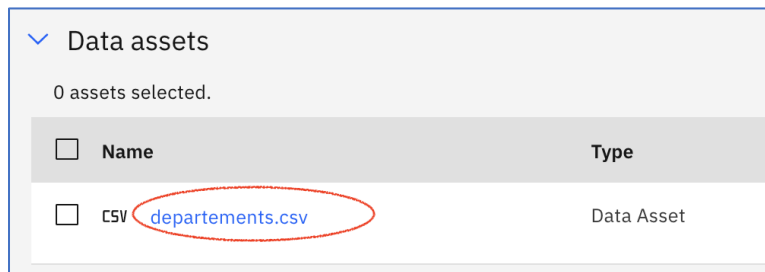 Data assets
0 assets selected.
Name Type
CSV departements.csv Data Asset